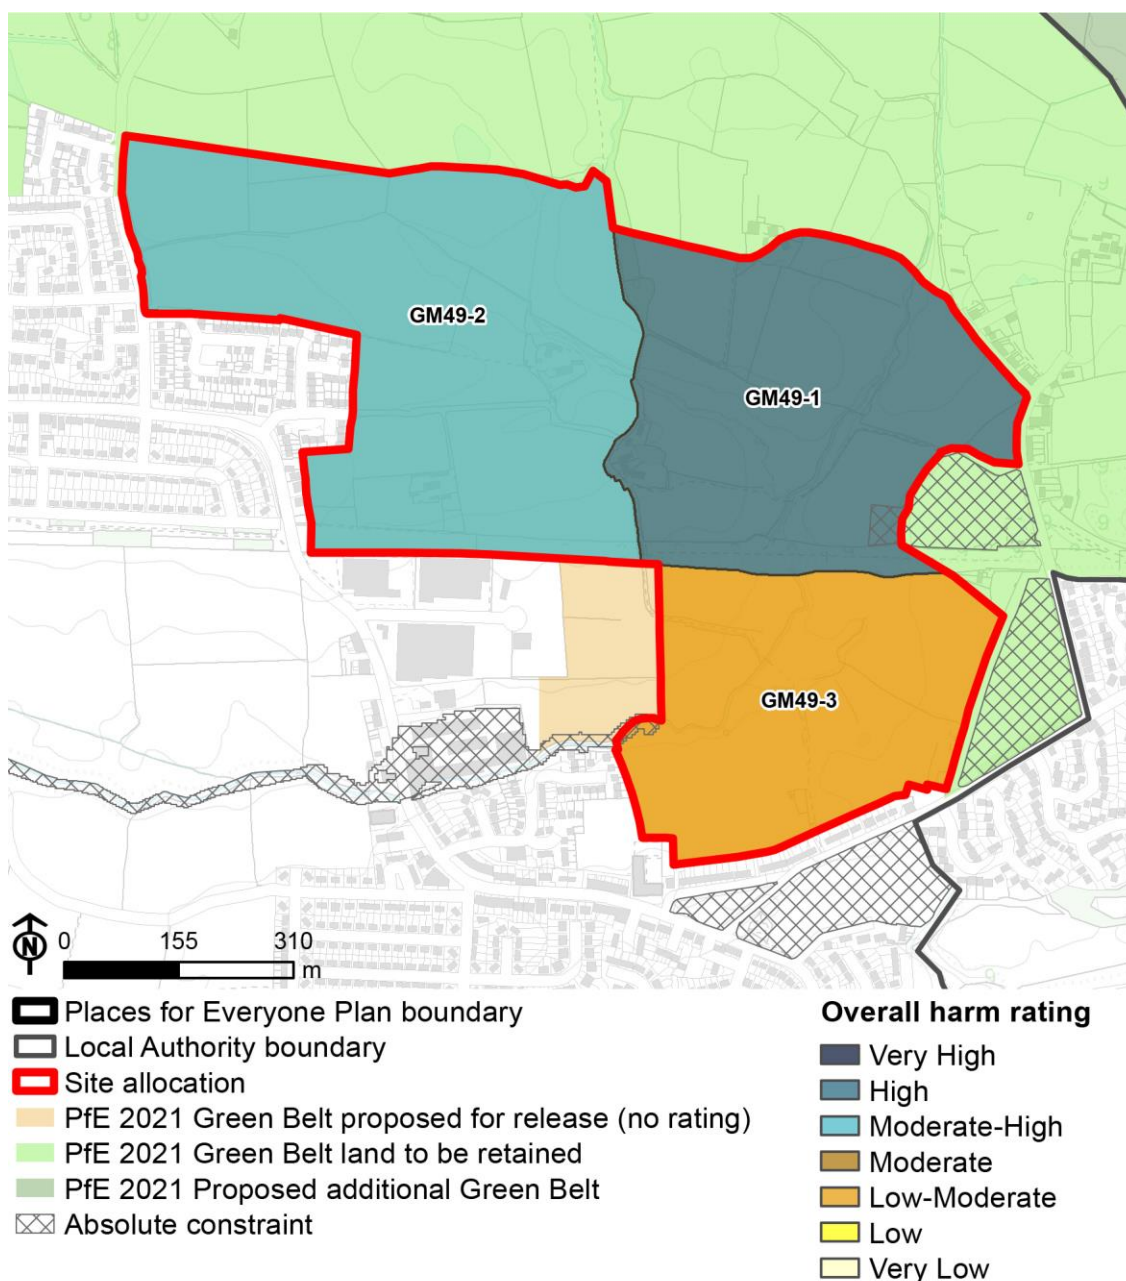 GM49-2
GM49-1
GM49-3
N
0 155 310
m
Places for Everyone Plan boundary
Local Authority boundary
Site allocation
PfE 2021 Green Belt proposed for release (no rating)
PfE 2021 Green Belt land to be retained
PfE 2021 Proposed additional Green Belt
Absolute constraint
Overall harm rating
Very High
High
Moderate-High
Moderate
Low-Moderate
Low
Very Low